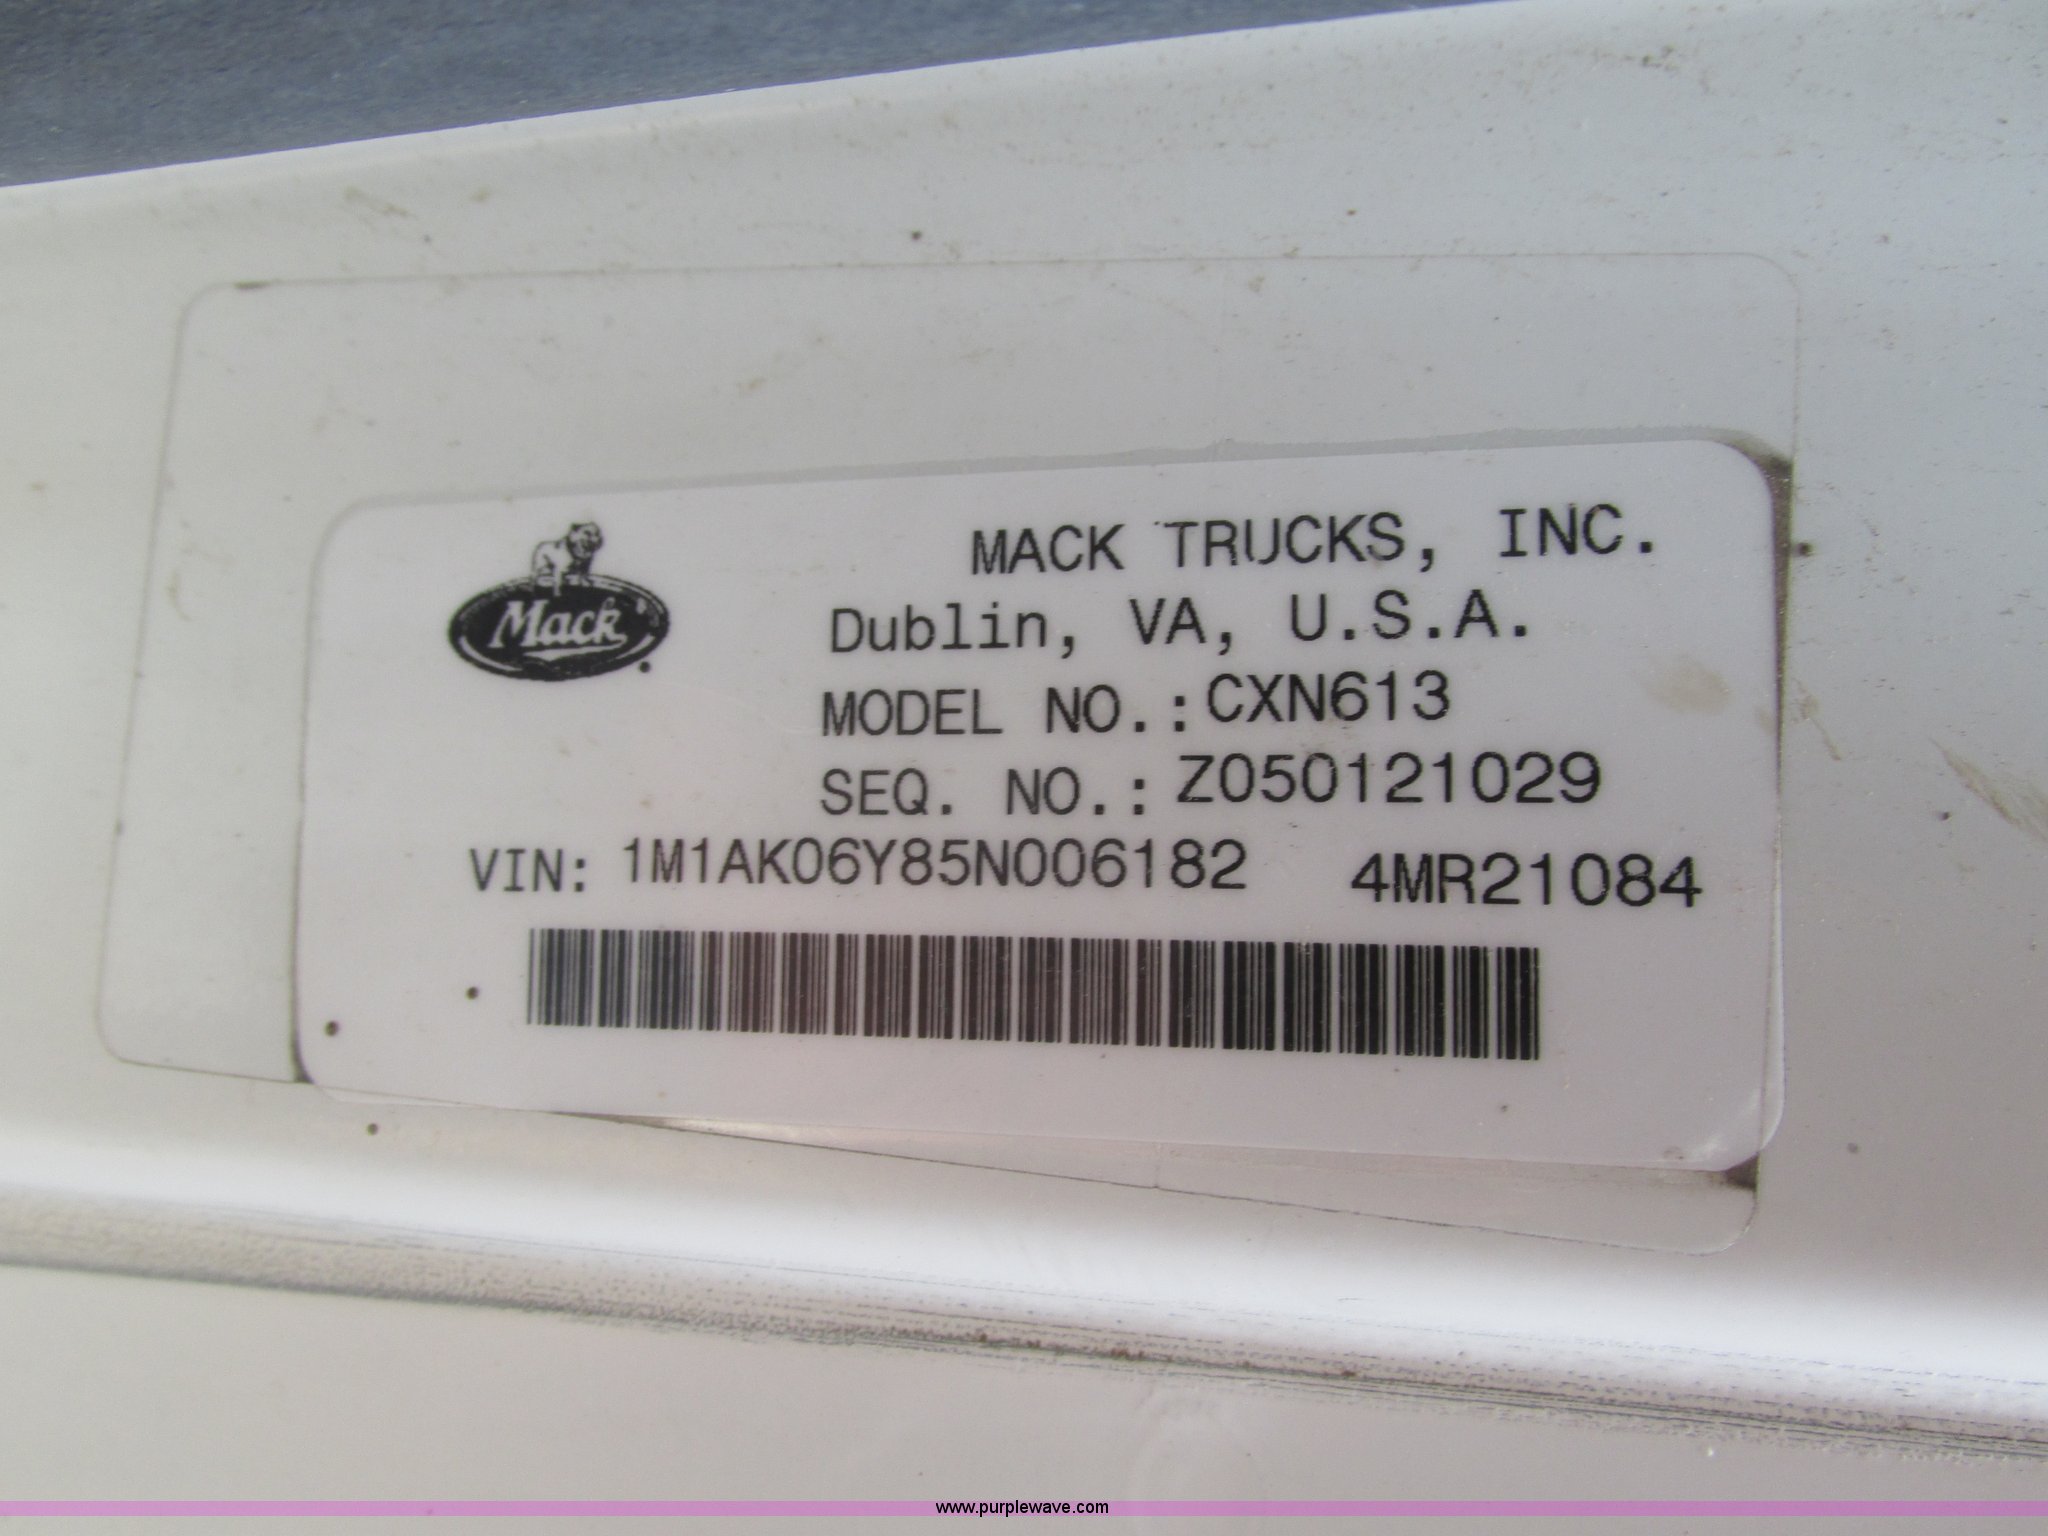 Mack
MACK TRUCKS, INC.
Dublin, VA, U.S.A.
MODEL NO.: CXN613
SEQ. NO.: Z050121029
VIN: 1M1AK06Y85N006182 4MR21084
www.purplewave.com